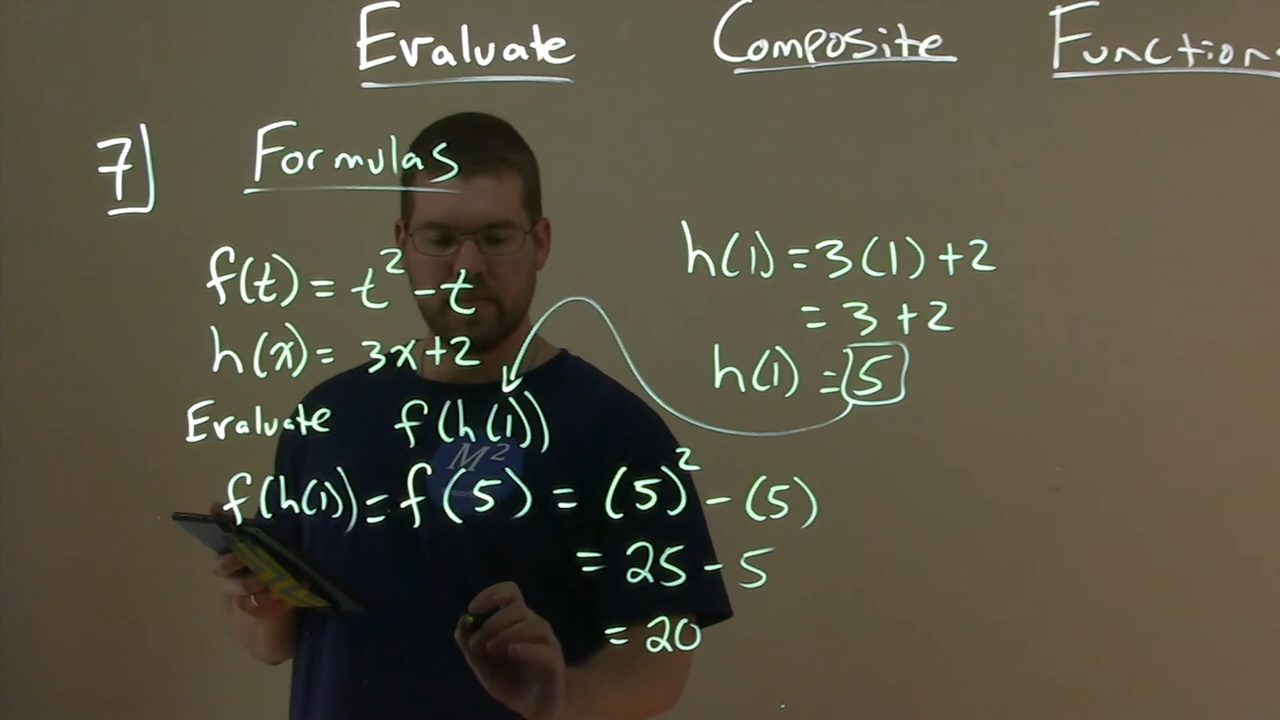 Evaluate Composite Function
7] Formulas
f(t) = t² - t
h(x) = 3x+2
Evaluate f(h(1))
f(h(1)) = f(5) = (5)² - (5)
= 25 - 5
= 20
h(1) = 3(1) + 2
= 3 + 2
h(1) = 5
M²